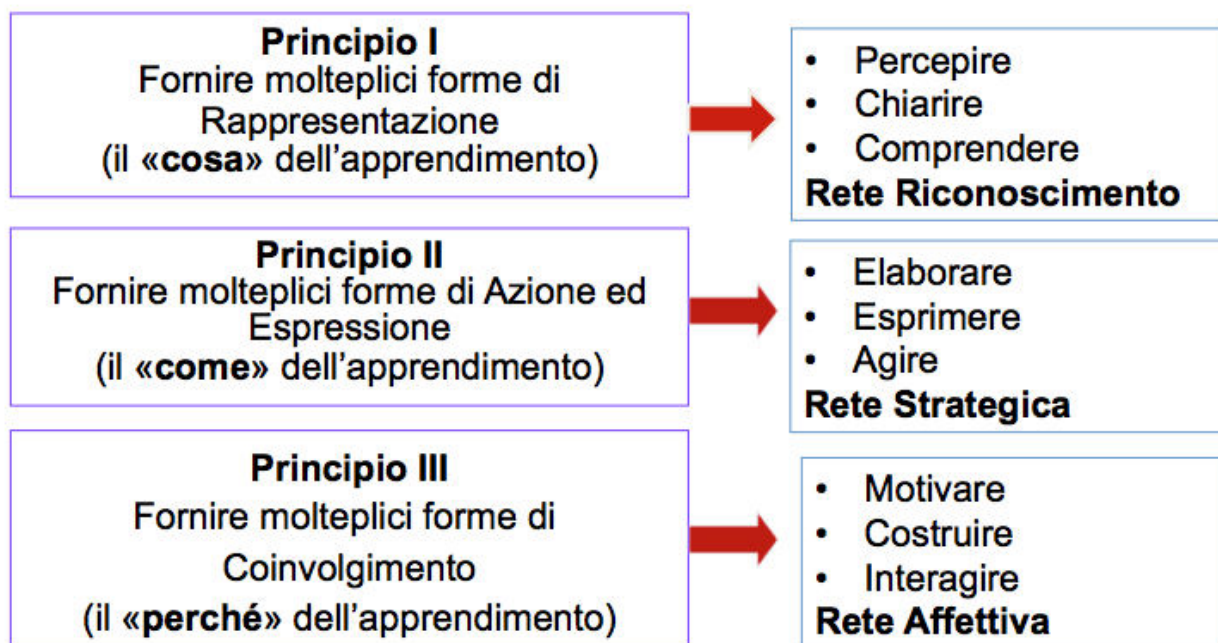 Principio I
Fornire molteplici forme di
Rappresentazione
(il «cosa» dell’apprendimento)
• Percepire
• Chiarire
• Comprendere
Rete Riconoscimento
Principio II
Fornire molteplici forme di Azione ed
Espressione
(il «come» dell’apprendimento)
• Elaborare
• Esprimere
• Agire
Rete Strategica
Principio III
Fornire molteplici forme di
Coinvolgimento
(il «perché» dell’apprendimento)
• Motivare
• Costruire
• Interagire
Rete Affettiva